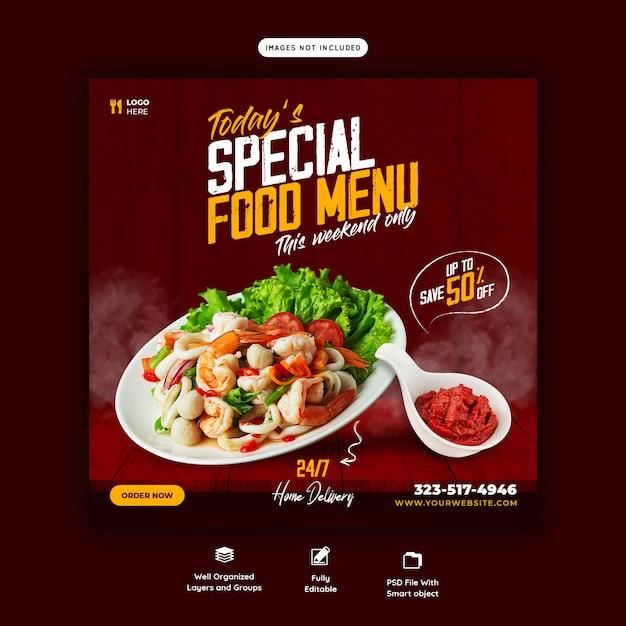 IMAGES NOT INCLUDED
LOGO
HERE
Today's
SPECIAL
FOOD MENU
This weekend only
UP TO
SAVE 50% OFF
24/7
Home Delivery
ORDER NOW
323-517-4946
WWW.YOURWEBSITE.COM
Well Organized
Layers and Groups
Fully
Editable
PSD File With
Smart object